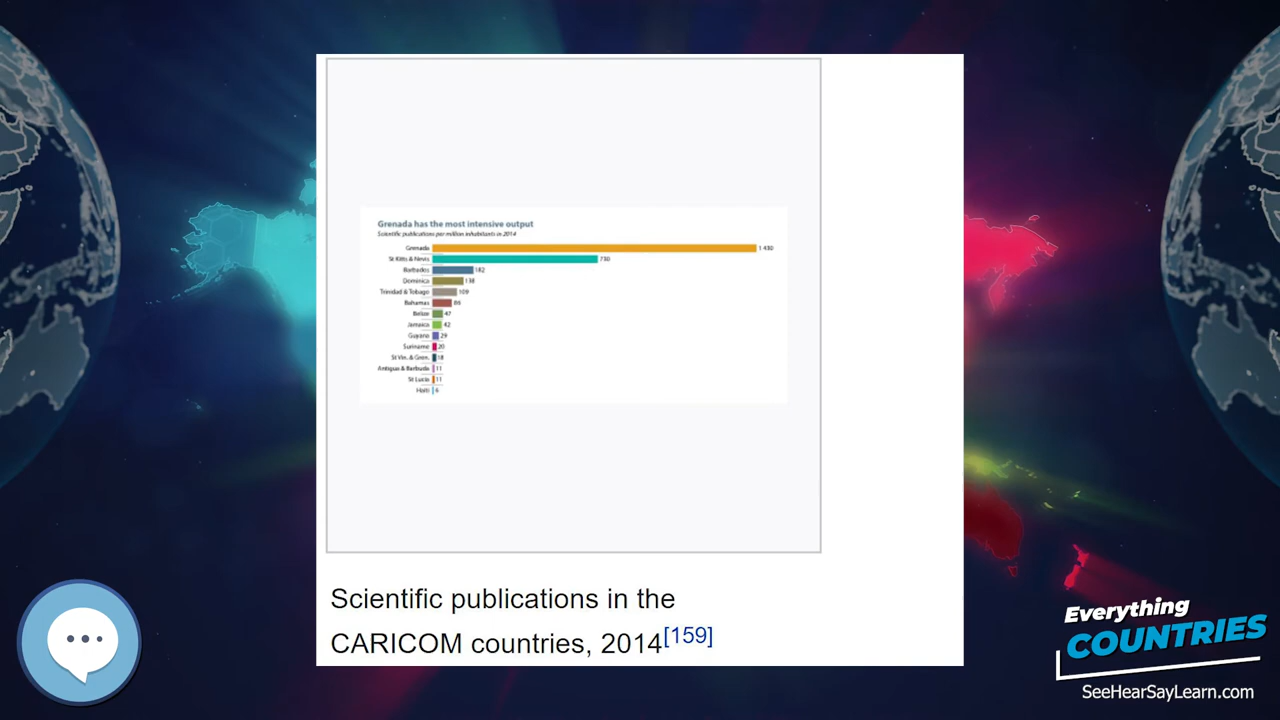 Grenada has the most intensive output
Scientific publications per million inhabitants in 2014
Grenada 1 430
St Kitts & Nevis 730
Barbados 182
Dominica 138
Trinidad & Tobago 109
Bahamas 86
Belize 47
Jamaica 42
Guyana 29
Suriname 20
St Vin. & Gren. 18
Antigua & Barbuda 11
St Lucia 11
Haiti 6
Scientific publications in the
CARICOM countries, 2014[159]
Everything
COUNTRIES
SeeHearSayLearn.com